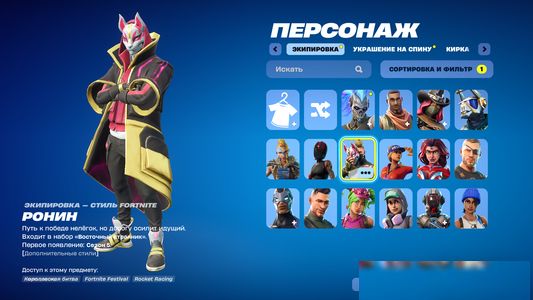 ПЕРСОНАЖ
ЭКИПИРОВКА
УКРАШЕНИЕ НА СПИНУ
КИРКА
Искать
СОРТИРОВКА И ФИЛЬТР 1
ЭКИПИРОВКА — СТИЛЬ FORTNITE
РОНИН
Путь к победе нелёгок, но дорогу осилит идущий.
Входит в набор «Восточный странник».
Первое появление: Сезон 5
[Дополнительные стили]
Доступ к этому предмету:
Королевская битва Fortnite Festival Rocket Racing